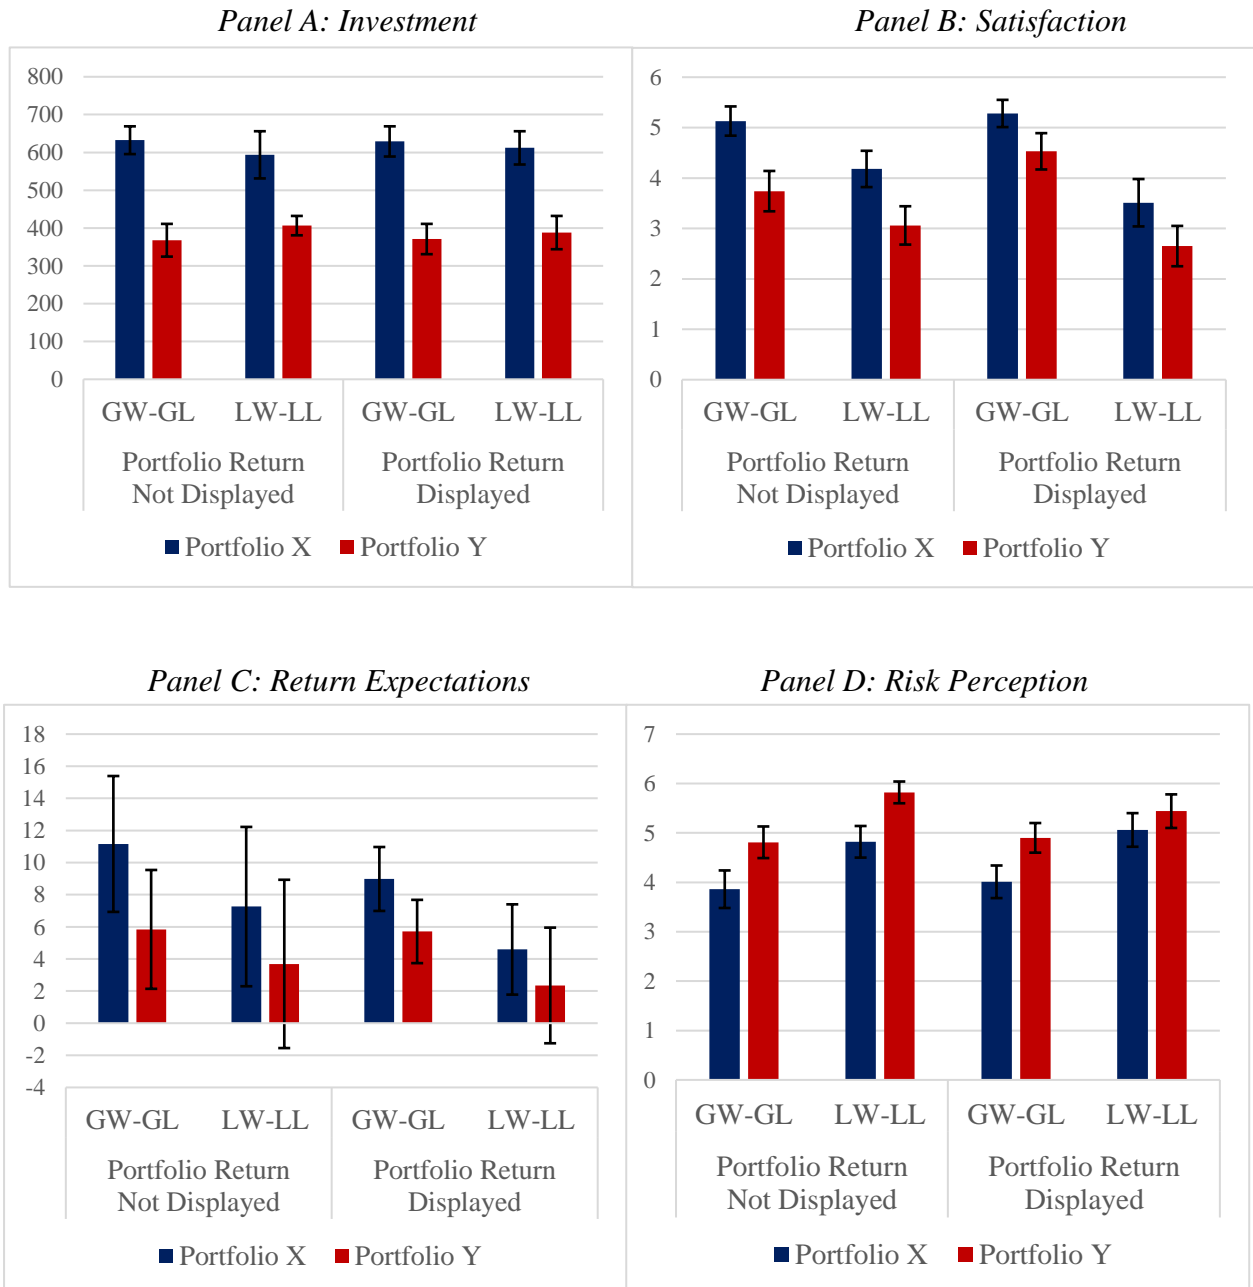 Panel A: Investment
800
700
600
500
400
300
200
100
0
GW-GL LW-LL GW-GL LW-LL
Portfolio Return Portfolio Return
Not Displayed Displayed
Portfolio X Portfolio Y
Panel B: Satisfaction
6
5
4
3
2
1
0
GW-GL LW-LL GW-GL LW-LL
Portfolio Return Portfolio Return
Not Displayed Displayed
Portfolio X Portfolio Y
Panel C: Return Expectations
18
16
14
12
10
8
6
4
2
0
-2
-4
GW-GL LW-LL GW-GL LW-LL
Portfolio Return Portfolio Return
Not Displayed Displayed
Portfolio X Portfolio Y
Panel D: Risk Perception
7
6
5
4
3
2
1
0
GW-GL LW-LL GW-GL LW-LL
Portfolio Return Portfolio Return
Not Displayed Displayed
Portfolio X Portfolio Y